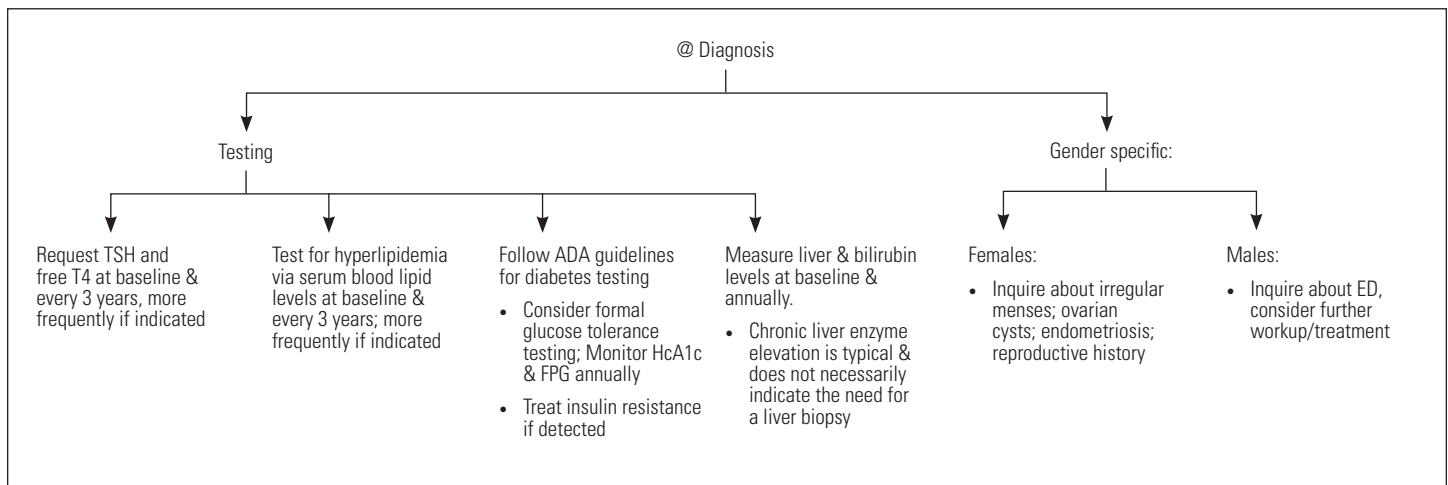 @ Diagnosis
Testing
Gender specific:
Request TSH and
free T4 at baseline &
every 3 years, more
frequently if indicated
Test for hyperlipidemia
via serum blood lipid
levels at baseline &
every 3 years; more
frequently if indicated
Follow ADA guidelines
for diabetes testing
• Consider formal
glucose tolerance
testing; Monitor HcA1c
& FPG annually
• Treat insulin resistance
if detected
Measure liver & bilirubin
levels at baseline &
annually.
• Chronic liver enzyme
elevation is typical &
does not necessarily
indicate the need for
a liver biopsy
Females:
• Inquire about irregular
menses; ovarian
cysts; endometriosis;
reproductive history
Males:
• Inquire about ED,
consider further
workup/treatment